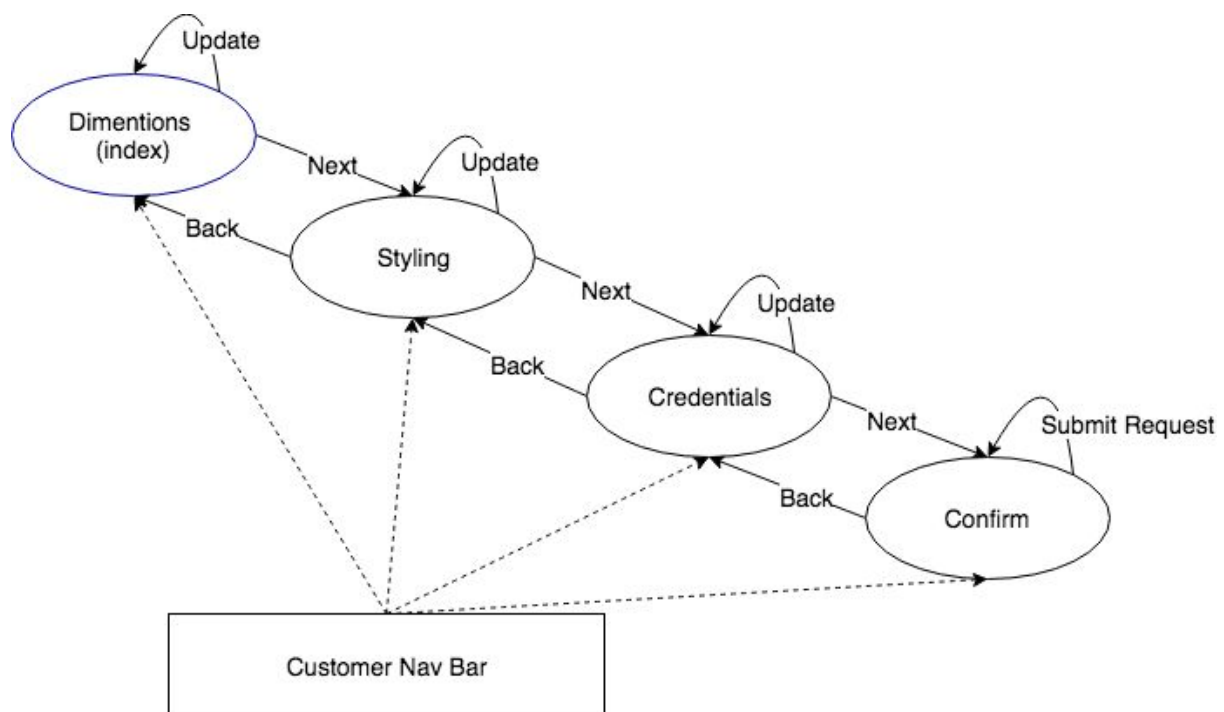 Update
Dimentions
(index)
Next
Update
Back
Styling
Next
Update
Back
Credentials
Next
Submit Request
Back
Confirm
Customer Nav Bar